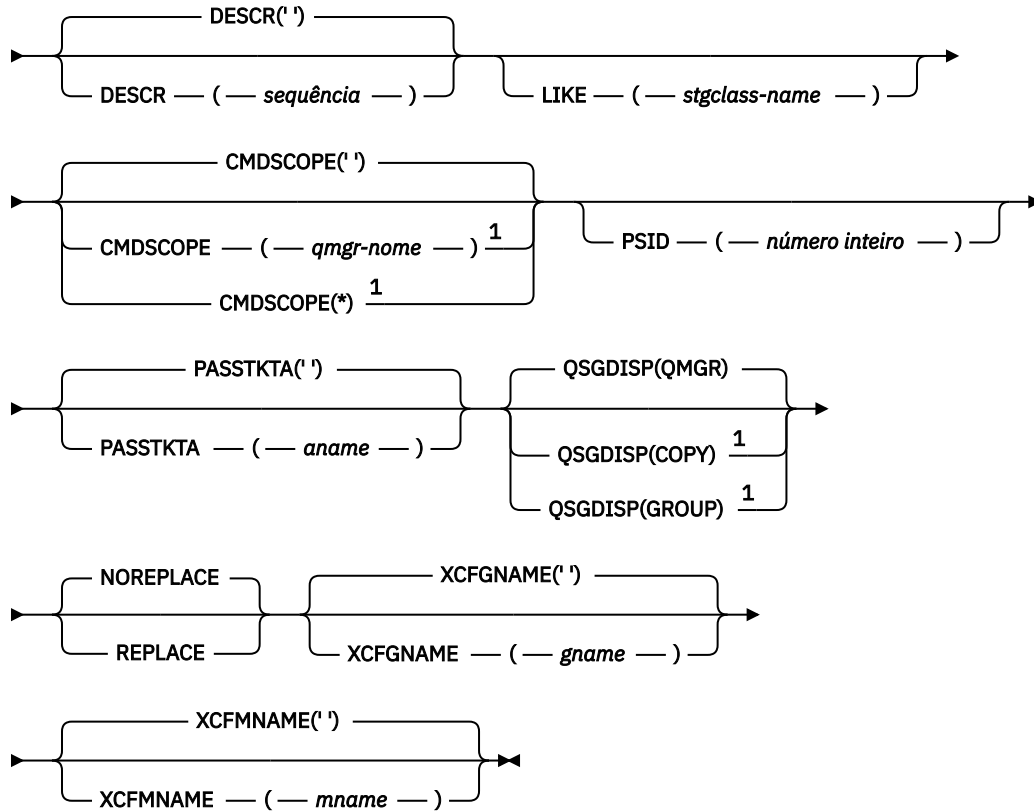 DESCR(' ')
DESCR ( sequência )
LIKE ( stgclass-name )
CMDSCOPE(' ')
CMDSCOPE ( qmgr-nome ) 1
CMDSCOPE(*) 1
PSID ( número inteiro )
PASSTKTA(' ')
PASSTKTA ( aname )
QSGDISP(QMGR)
QSGDISP(COPY) 1
QSGDISP(GROUP) 1
NOREPLACE
REPLACE
XCFGNAME(' ')
XCFGNAME ( gname )
XCFMNAME(' ')
XCFMNAME ( mname )